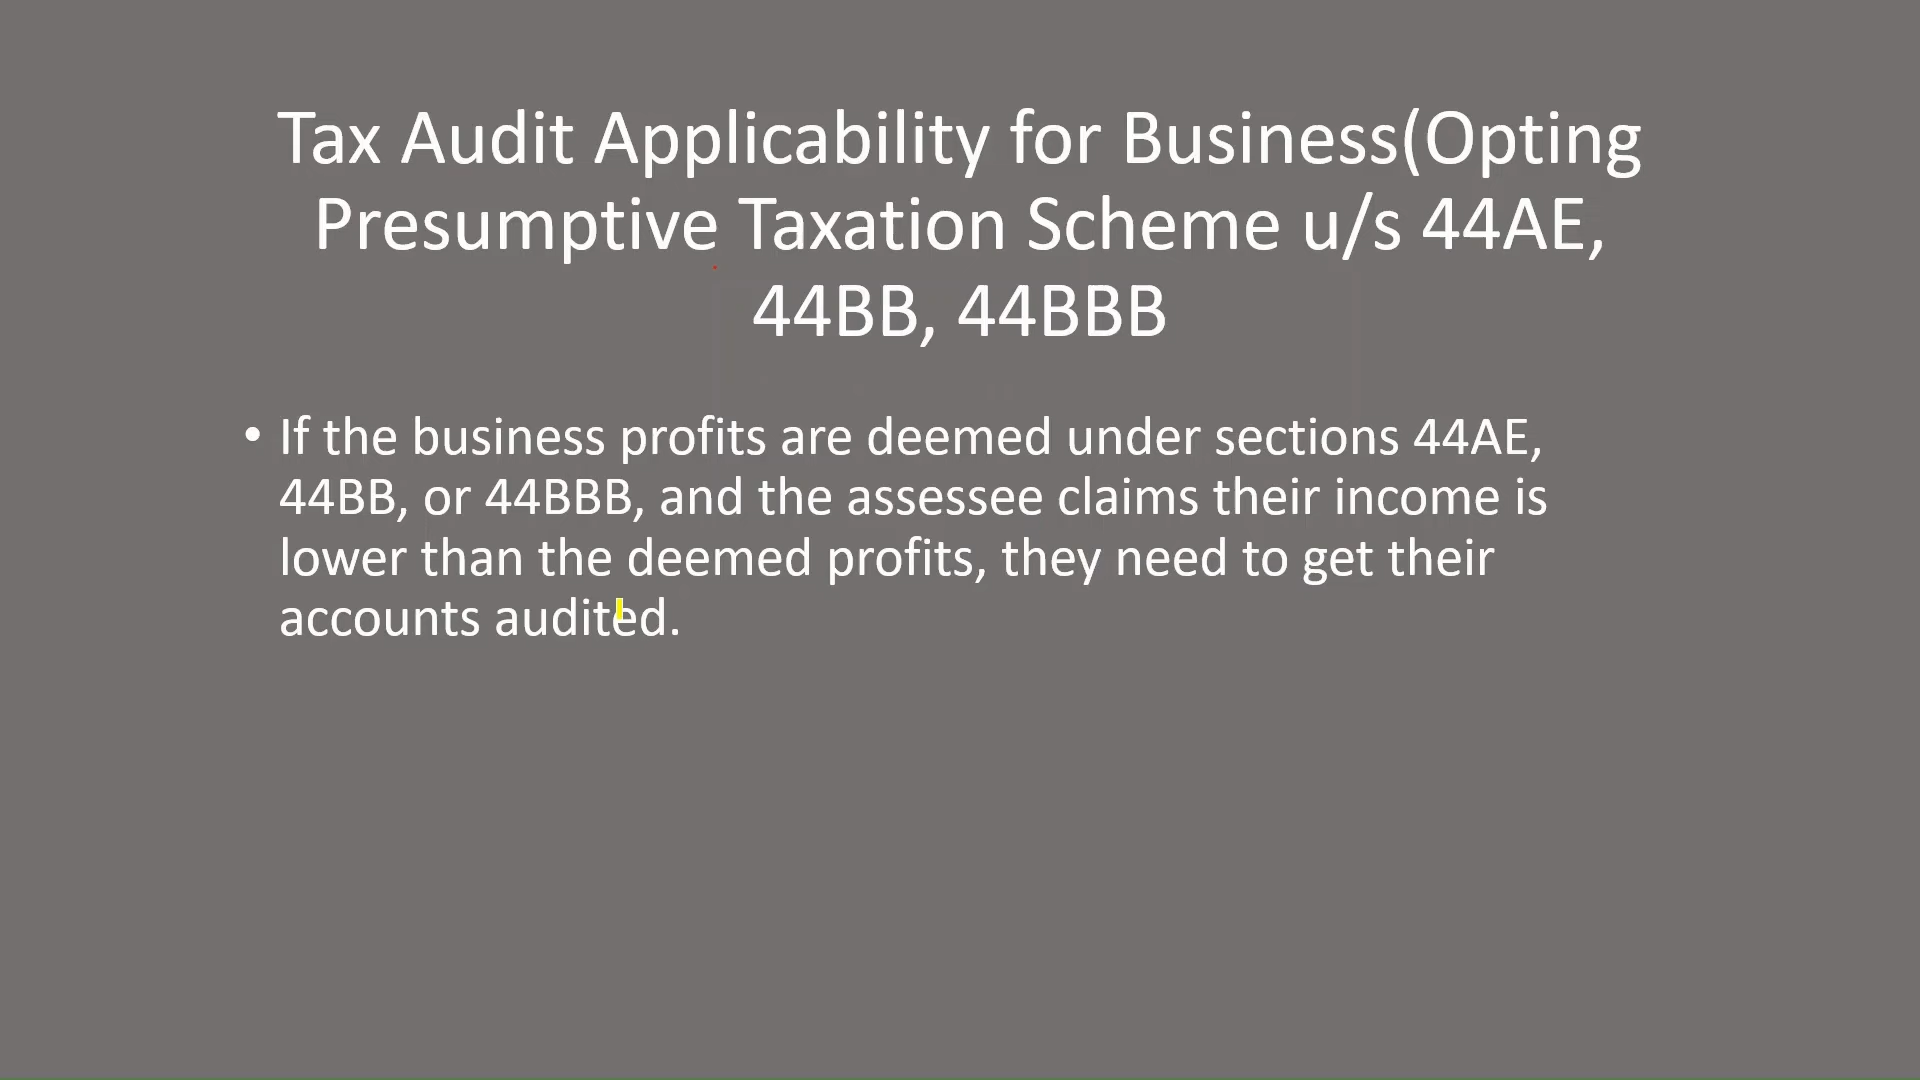 Tax Audit Applicability for Business(Opting
Presumptive Taxation Scheme u/s 44AE,
44BB, 44BBB
• If the business profits are deemed under sections 44AE,
44BB, or 44BBB, and the assessee claims their income is
lower than the deemed profits, they need to get their
accounts audited.